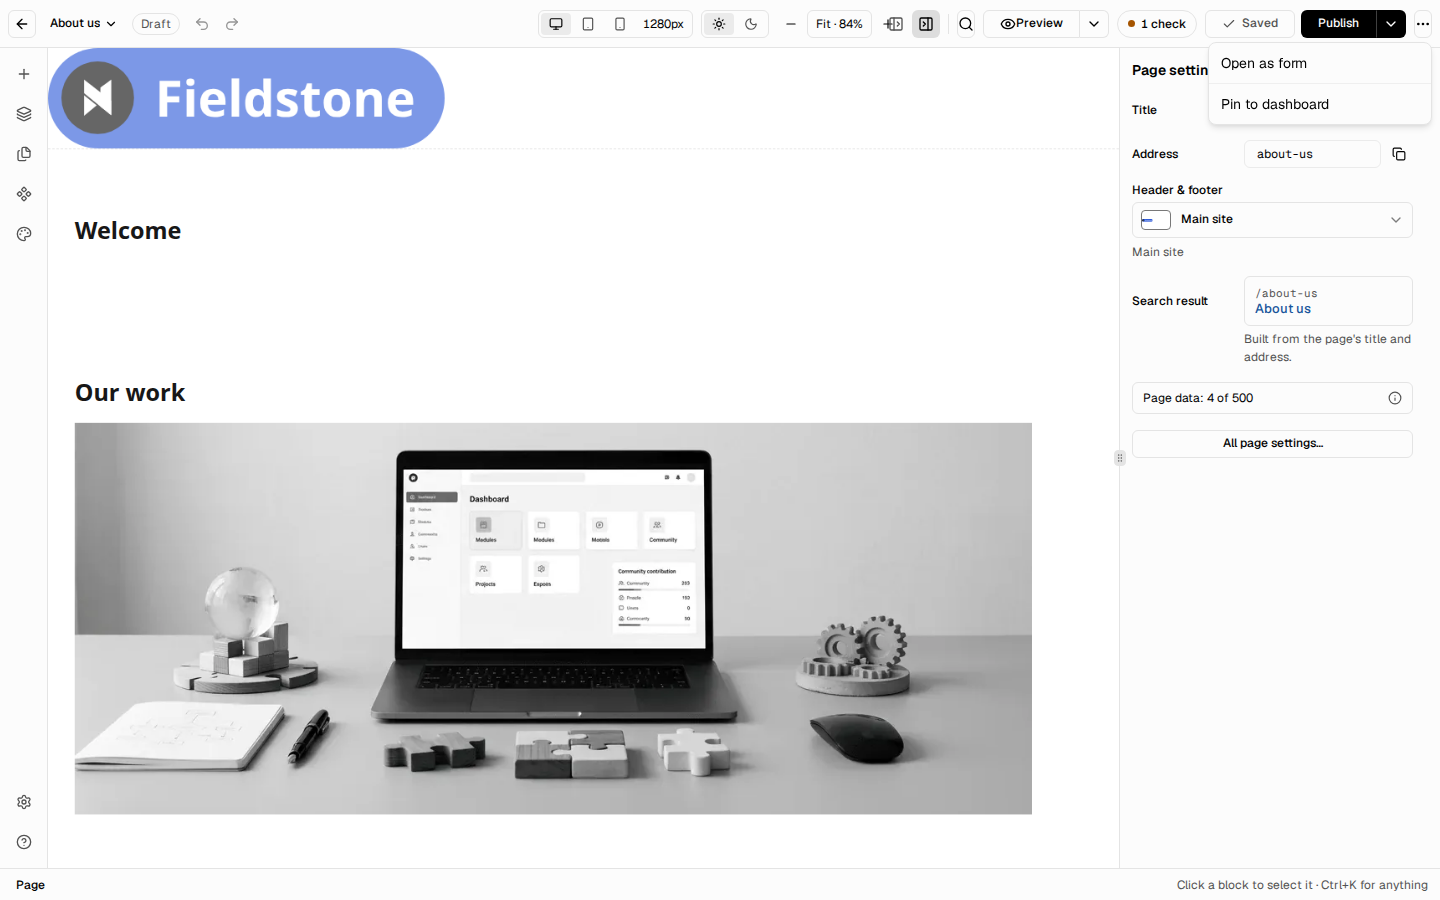 About us
Draft
1280px
Fit · 84%
Preview
1 check
Saved
Publish
Open as form
Pin to dashboard
Fieldstone
Welcome
Our work
Dashboard
Modules
Modules
Community
Projects
Community contribution
Community
Community
Page settin
Title
Address
about-us
Header & footer
Main site
Main site
Search result
/about-us
About us
Built from the page's title and
address.
Page data: 4 of 500
All page settings...
Page
Click a block to select it · Ctrl+K for anything